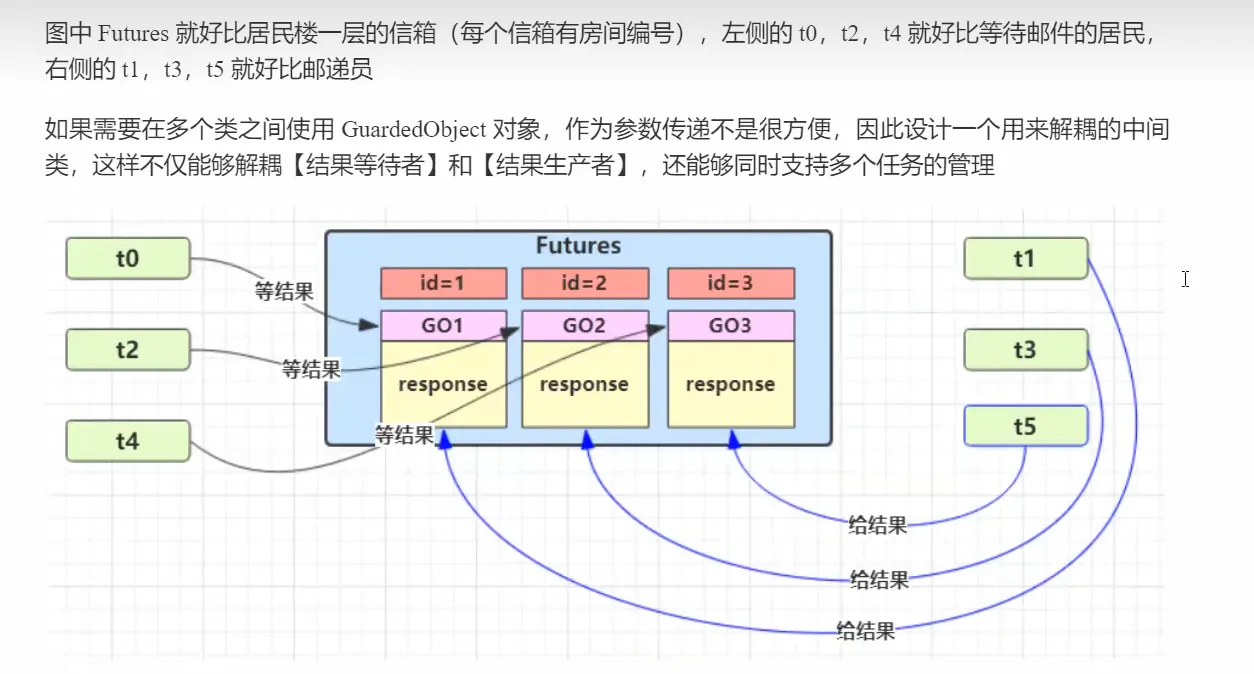 图中 Futures 就好比居民楼一层的信箱（每个信箱有房间编号），左侧的 t0，t2，t4 就好比等待邮件的居民，
右侧的 t1，t3，t5 就好比邮递员
如果需要在多个类之间使用 GuardedObject 对象，作为参数传递不是很方便，因此设计一个用来解耦的中间
类，这样不仅能够解耦【结果等待者】和【结果生产者】，还能够同时支持多个任务的管理
Futures
t0
t1
等结果
id=1
id=2
id=3
GO1
GO2
GO3
t2
t3
等结果
response
response
response
t4
等结果
t5
给结果
给结果
给结果